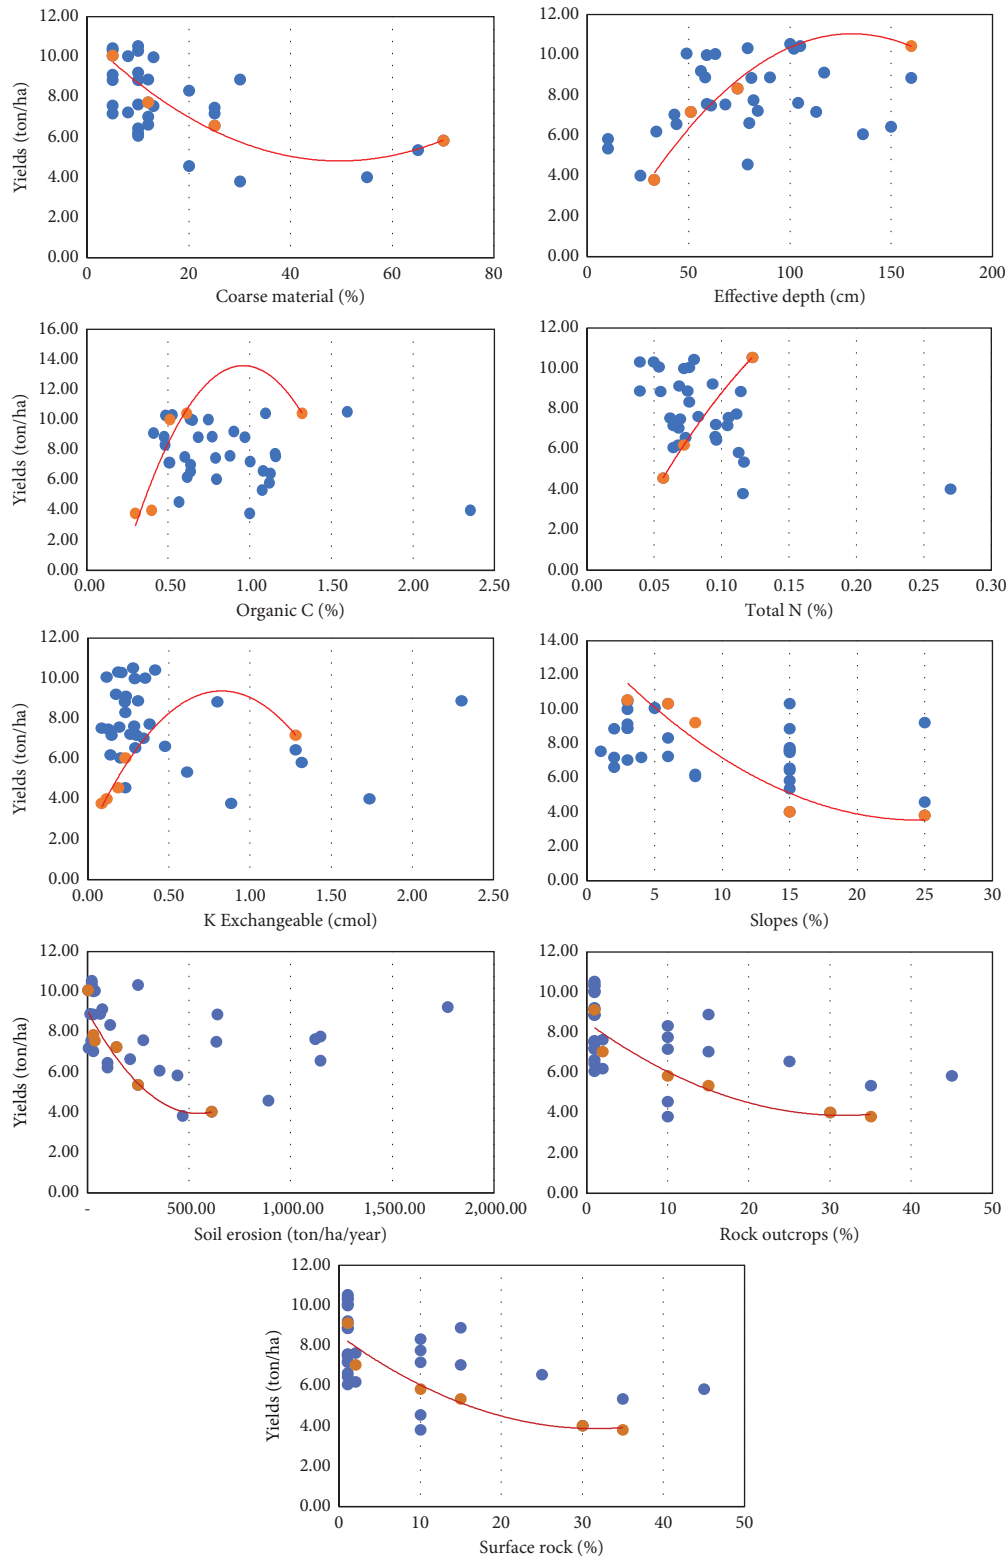 12.00
10.00
8.00
6.00
4.00
2.00
0.00
Yields (ton/ha)
0 20 40 60 80
Coarse material (%)
12.00
10.00
8.00
6.00
4.00
2.00
0.00
Yields (ton/ha)
0 50 100 150 200
Effective depth (cm)
16.00
14.00
12.00
10.00
8.00
6.00
4.00
2.00
0.00
Yields (ton/ha)
0.00 0.50 1.00 1.50 2.00 2.50
Organic C (%)
12.00
10.00
8.00
6.00
4.00
2.00
0.00
Yields (ton/ha)
0.00 0.05 0.10 0.15 0.20 0.25 0.30
Total N (%)
12.00
10.00
8.00
6.00
4.00
2.00
0.00
Yields (ton/ha)
0.00 0.50 1.00 1.50 2.00 2.50
K Exchangeable (cmol)
14.00
12.00
10.00
8.00
6.00
4.00
2.00
0.00
Yields (ton/ha)
0 5 10 15 20 25 30
Slopes (%)
12.00
10.00
8.00
6.00
4.00
2.00
0.00
Yields (ton/ha)
- 500.00 1,000.00 1,500.00 2,000.00
Soil erosion (ton/ha/year)
12.00
10.00
8.00
6.00
4.00
2.00
0.00
Yields (ton/ha)
0 10 20 30 40 50
Rock outcrops (%)
12.00
10.00
8.00
6.00
4.00
2.00
0.00
Yields (ton/ha)
0 10 20 30 40 50
Surface rock (%)